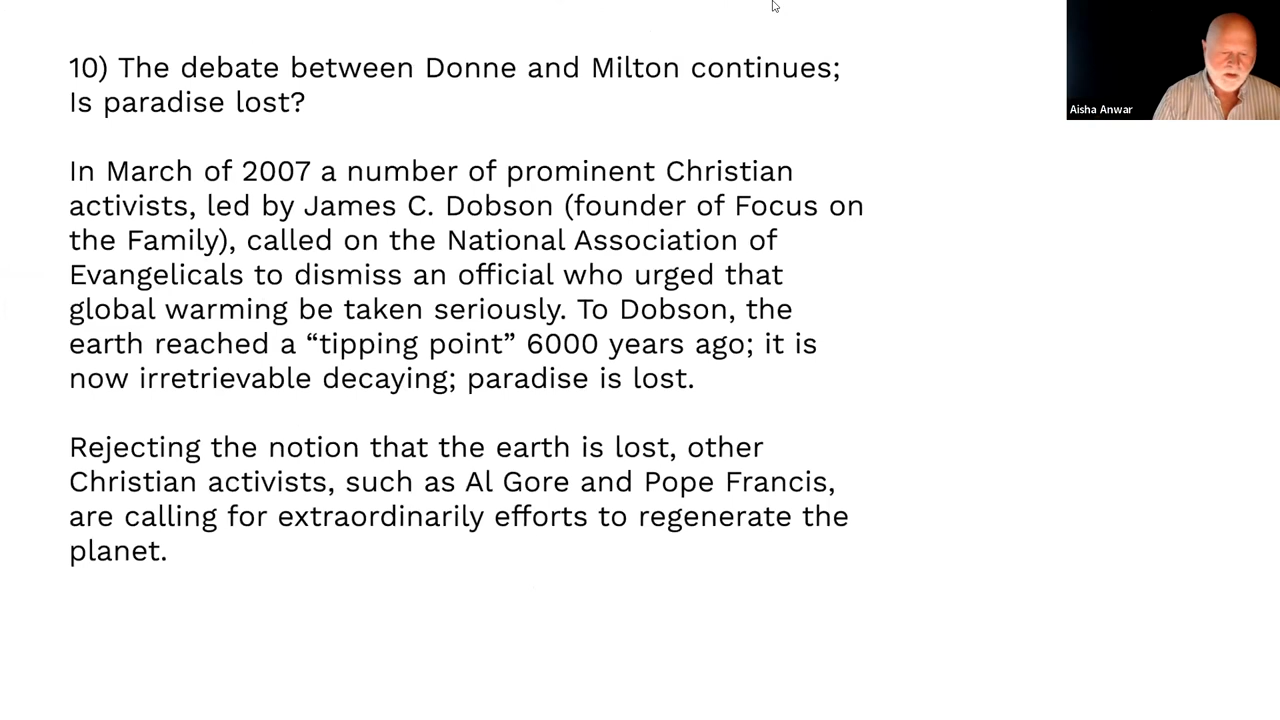 10) The debate between Donne and Milton continues;
Is paradise lost?
In March of 2007 a number of prominent Christian
activists, led by James C. Dobson (founder of Focus on
the Family), called on the National Association of
Evangelicals to dismiss an official who urged that
global warming be taken seriously. To Dobson, the
earth reached a “tipping point” 6000 years ago; it is
now irretrievable decaying; paradise is lost.
Rejecting the notion that the earth is lost, other
Christian activists, such as Al Gore and Pope Francis,
are calling for extraordinarily efforts to regenerate the
planet.
Aisha Anwar